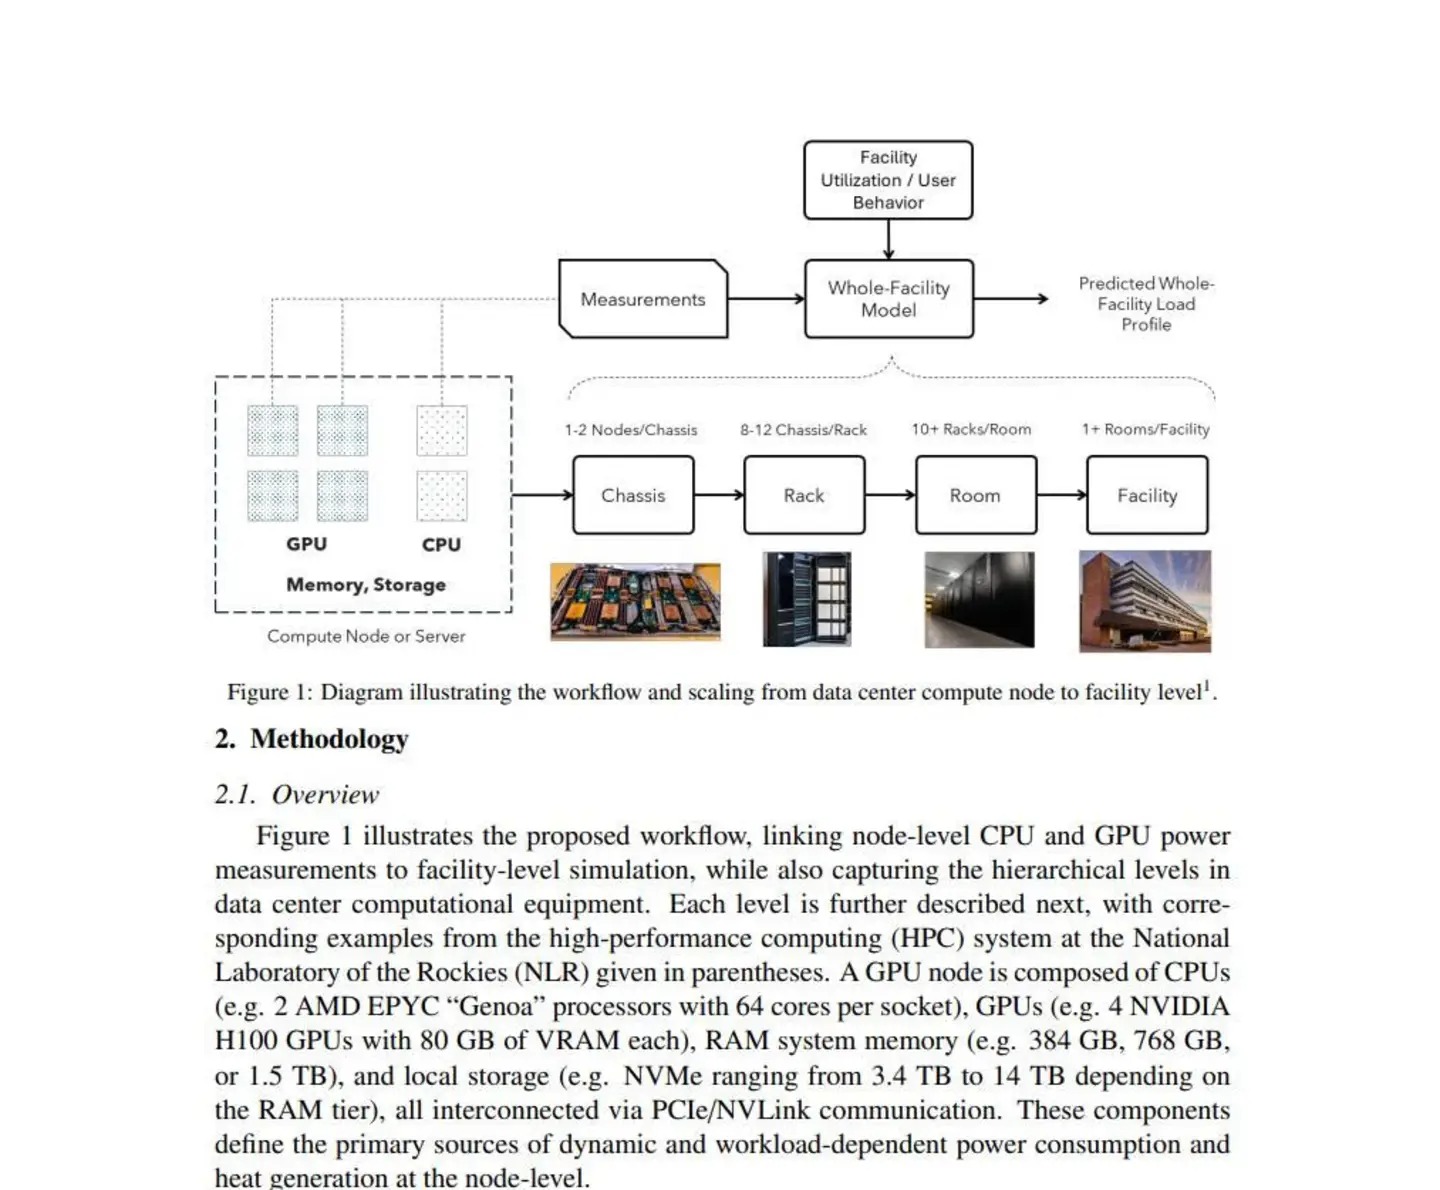 Facility
Utilization / User
Behavior
Measurements
Whole-Facility
Model
Predicted Whole-
Facility Load
Profile
1-2 Nodes/Chassis
8-12 Chassis/Rack
10+ Racks/Room
1+ Rooms/Facility
Chassis
Rack
Room
Facility
GPU
CPU
Memory, Storage
Compute Node or Server
Figure 1: Diagram illustrating the workflow and scaling from data center compute node to facility level¹.
2. Methodology
2.1. Overview
Figure 1 illustrates the proposed workflow, linking node-level CPU and GPU power
measurements to facility-level simulation, while also capturing the hierarchical levels in
data center computational equipment. Each level is further described next, with corre-
sponding examples from the high-performance computing (HPC) system at the National
Laboratory of the Rockies (NLR) given in parentheses. A GPU node is composed of CPUs
(e.g. 2 AMD EPYC “Genoa” processors with 64 cores per socket), GPUs (e.g. 4 NVIDIA
H100 GPUs with 80 GB of VRAM each), RAM system memory (e.g. 384 GB, 768 GB,
or 1.5 TB), and local storage (e.g. NVMe ranging from 3.4 TB to 14 TB depending on
the RAM tier), all interconnected via PCIe/NVLink communication. These components
define the primary sources of dynamic and workload-dependent power consumption and
heat generation at the node-level.